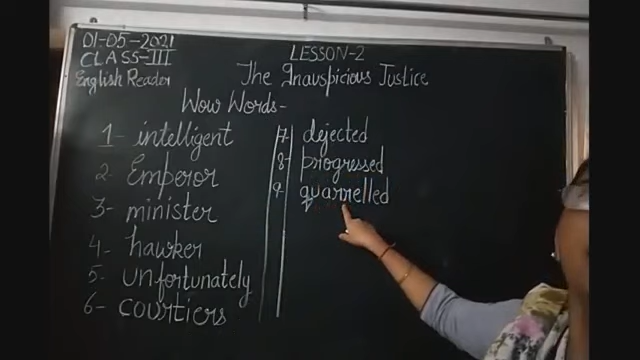 01-05-2021
CLASS-III
English Reader
LESSON-2
The Inauspicious Justice
Wow Words-
1- intelligent
2- Emperor
3- minister
4- hawker
5- unfortunately
6- courtiers
7- dejected
8- progressed
9- quarrelled